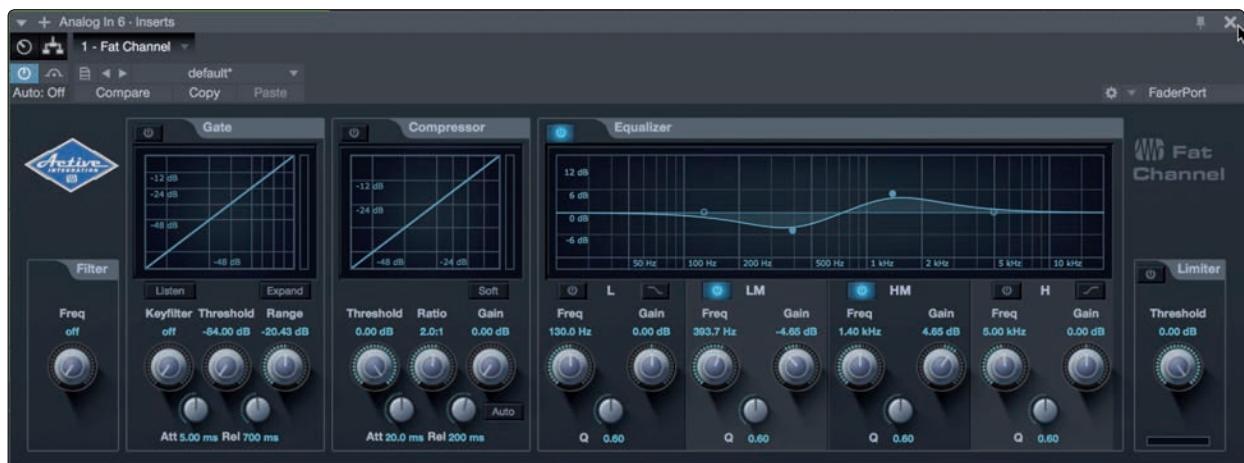 Analog In 6 - Inserts
1 - Fat Channel
default*
Auto: Off Compare Copy Paste FaderPort
Active
INTEGRATION
Fat
Channel
Filter
Freq
off
Gate
-12 dB
-24 dB
-48 dB
-48 dB
Listen Expand
Keyfilter Threshold Range
off -84.00 dB -20.43 dB
Att 5.00 ms Rel 700 ms
Compressor
-12 dB
-24 dB
-48 dB -24 dB
Soft
Threshold Ratio Gain
0.00 dB 2.0:1 0.00 dB
Auto
Att 20.0 ms Rel 200 ms
Equalizer
12 dB
6 dB
0 dB
-6 dB
50 Hz 100 Hz 200 Hz 500 Hz 1 kHz 2 kHz 5 kHz 10 kHz
L LM HM H
Freq Gain Freq Gain Freq Gain Freq Gain
130.0 Hz 0.00 dB 393.7 Hz -4.65 dB 1.40 kHz 4.65 dB 5.00 kHz 0.00 dB
Q 0.60 Q 0.60 Q 0.60 Q 0.60
Limiter
Threshold
0.00 dB